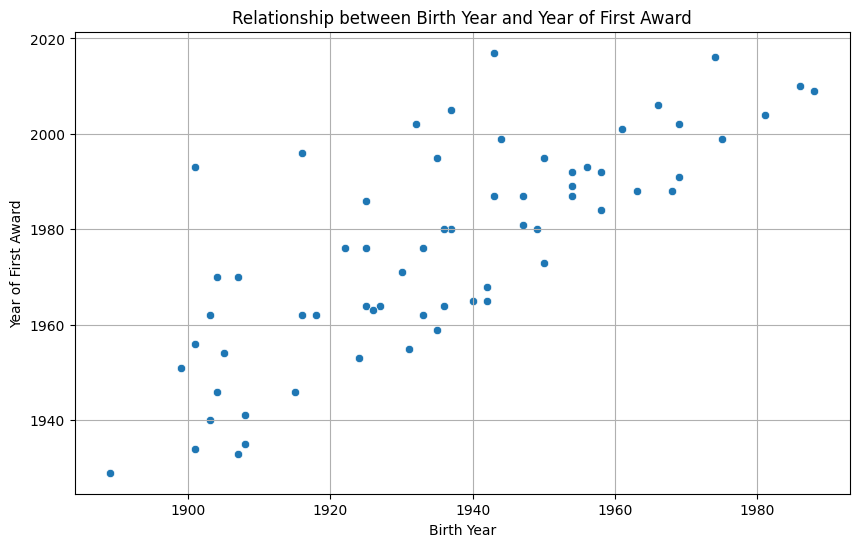 Relationship between Birth Year and Year of First Award
2020
2000
1980
1960
1940
Year of First Award
1900 1920 1940 1960 1980
Birth Year